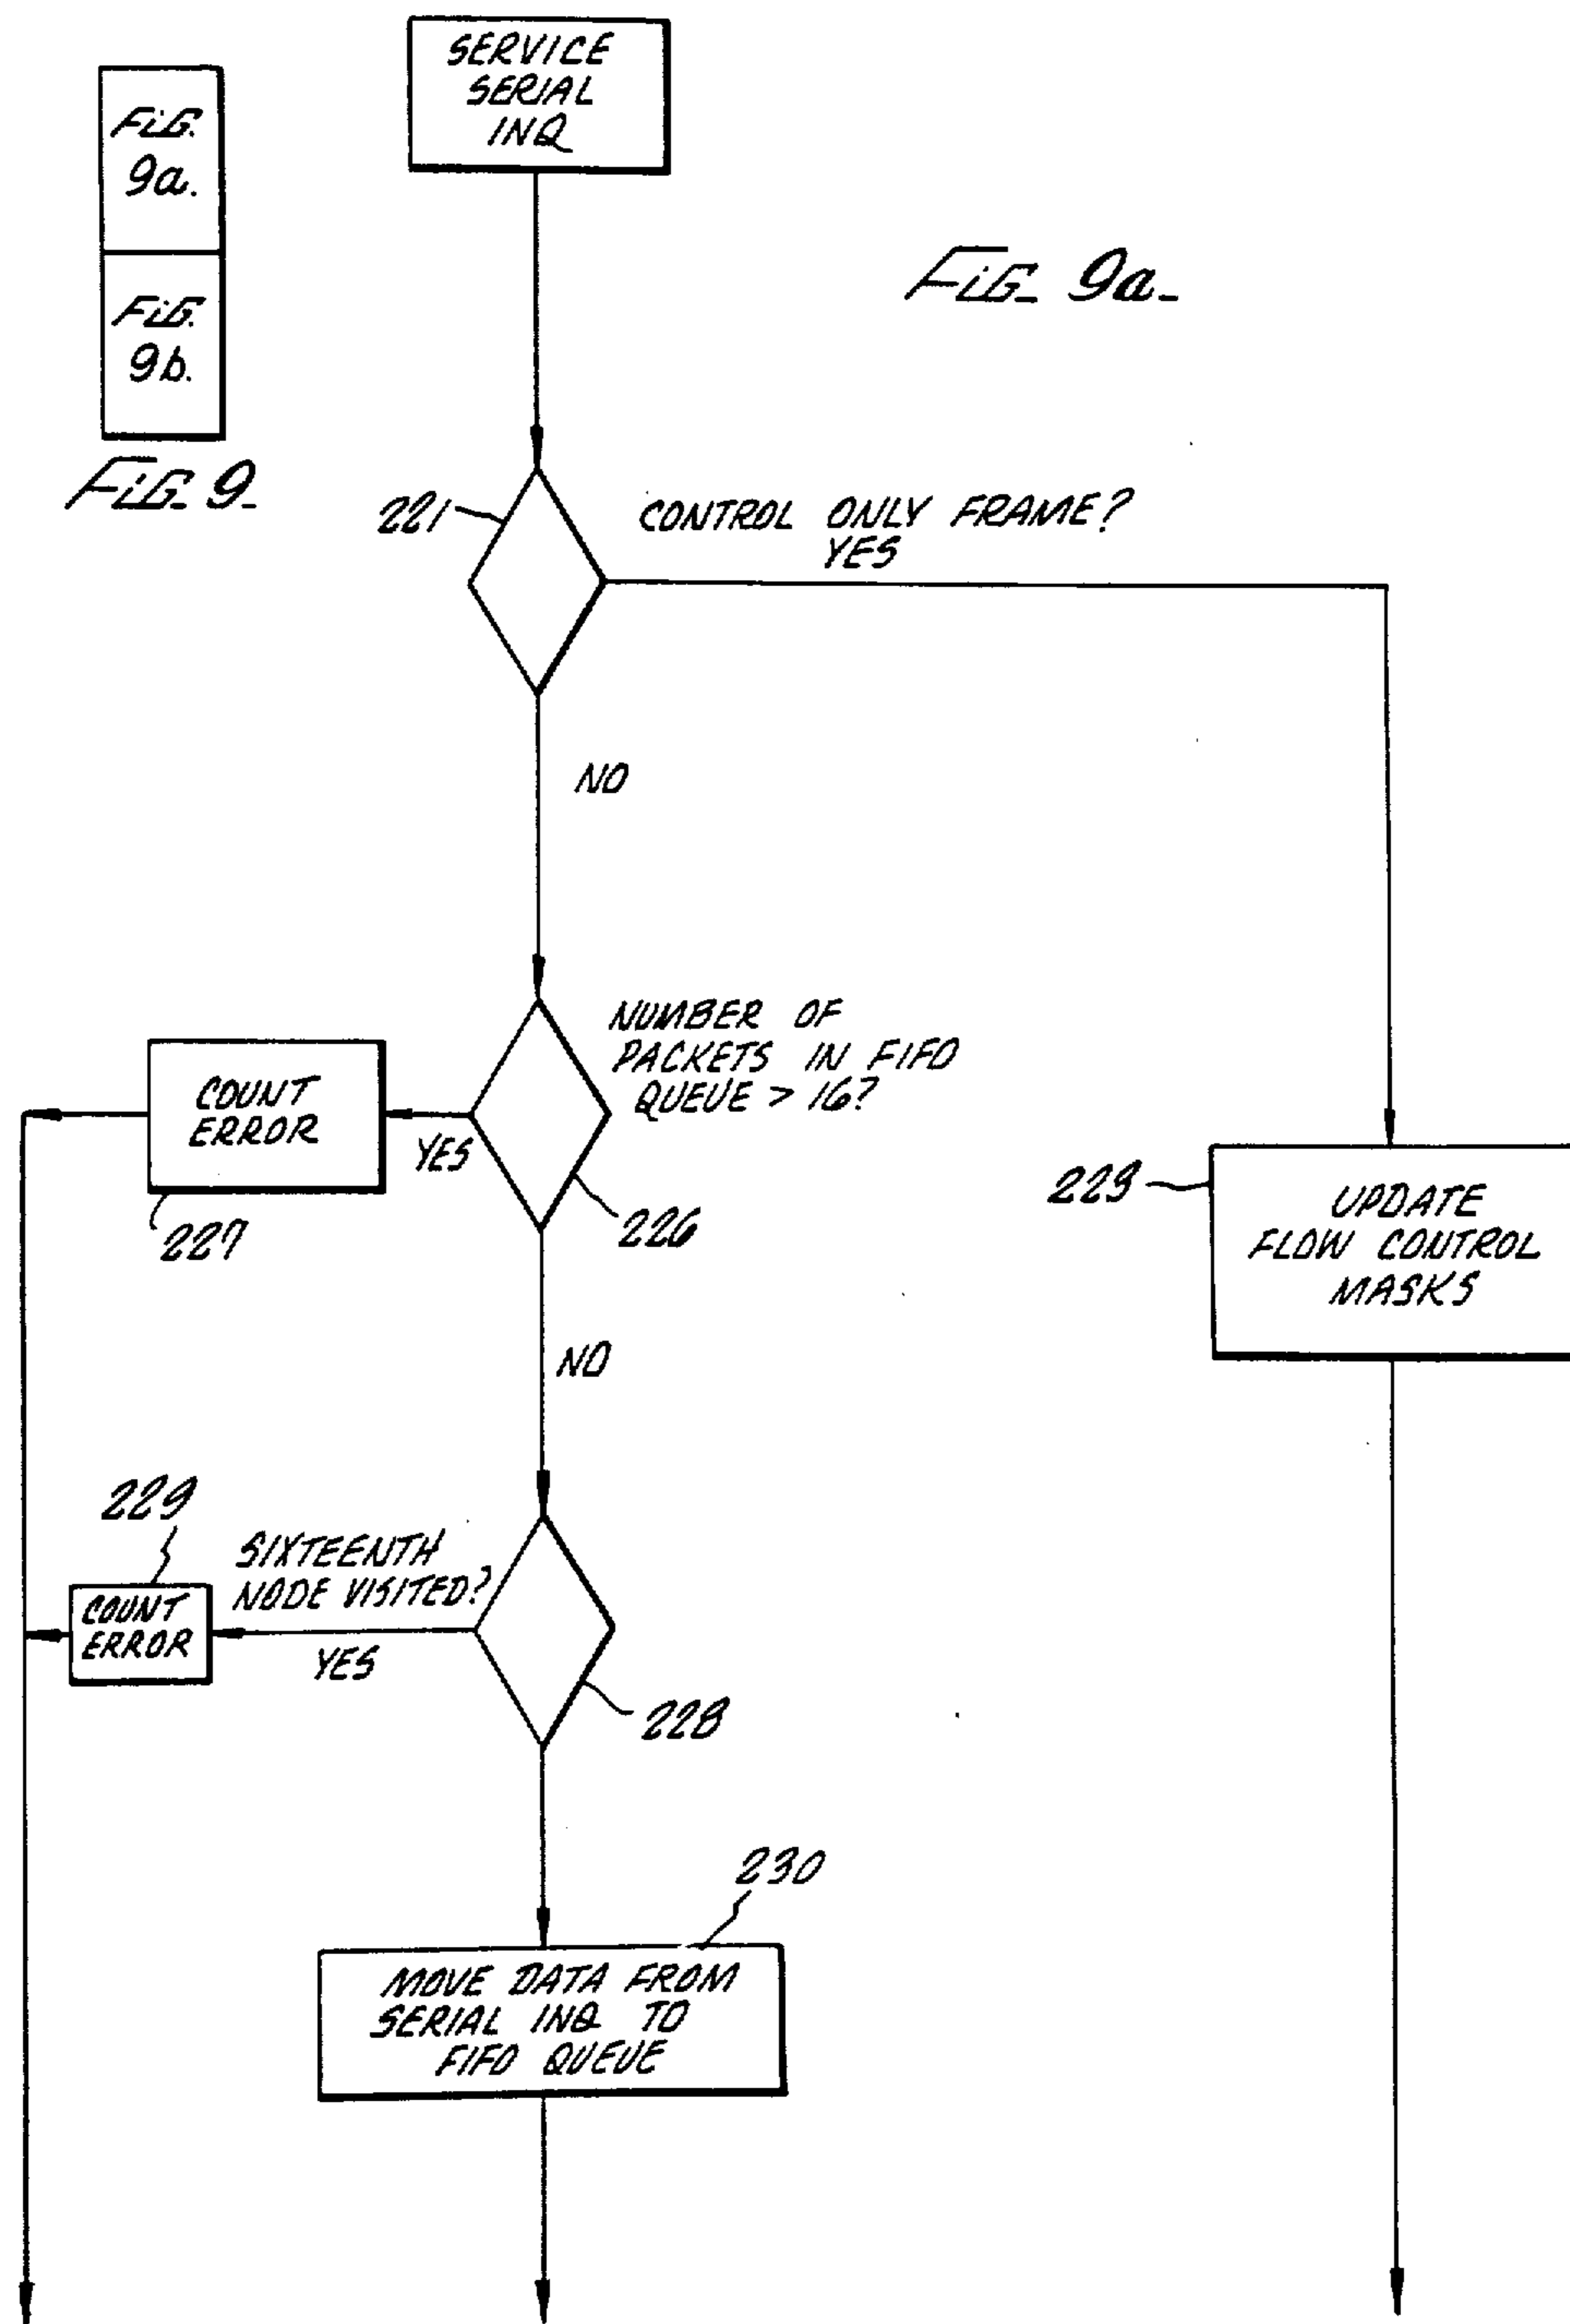 SERVICE
SERIAL
INQ
FIG.
9a.
FIG.
9b.
FIG. 9.
FIG. 9a.
221
CONTROL ONLY FRAME?
YES
NO
NUMBER OF
PACKETS IN FIFO
QUEUE > 16?
COUNT
ERROR
YES
227
226
223
UPDATE
FLOW CONTROL
MASKS
NO
229
SIXTEENTH
NODE VISITED?
COUNT
ERROR
YES
228
230
MOVE DATA FROM
SERIAL INQ TO
FIFO QUEUE